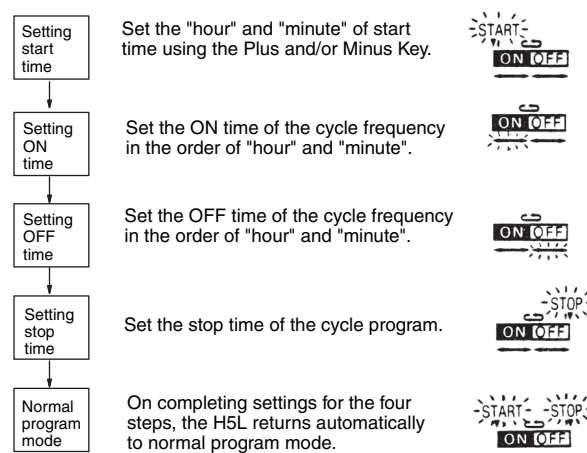 Setting
start
time
Set the "hour" and "minute" of start
time using the Plus and/or Minus Key.
START
ON OFF
Setting
ON
time
Set the ON time of the cycle frequency
in the order of "hour" and "minute".
ON OFF
Setting
OFF
time
Set the OFF time of the cycle frequency
in the order of "hour" and "minute".
ON OFF
Setting
stop
time
Set the stop time of the cycle program.
STOP
ON OFF
Normal
program
mode
On completing settings for the four
steps, the H5L returns automatically
to normal program mode.
START STOP
ON OFF